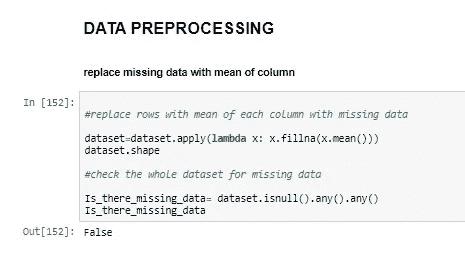 DATA PREPROCESSING
replace missing data with mean of column
In [152]:
#replace rows with mean of each column with missing data
dataset=dataset.apply(lambda x: x.fillna(x.mean()))
dataset.shape
#check the whole dataset for missing data
Is_there_missing_data= dataset.isnull().any().any()
Is_there_missing_data
Out[152]: False